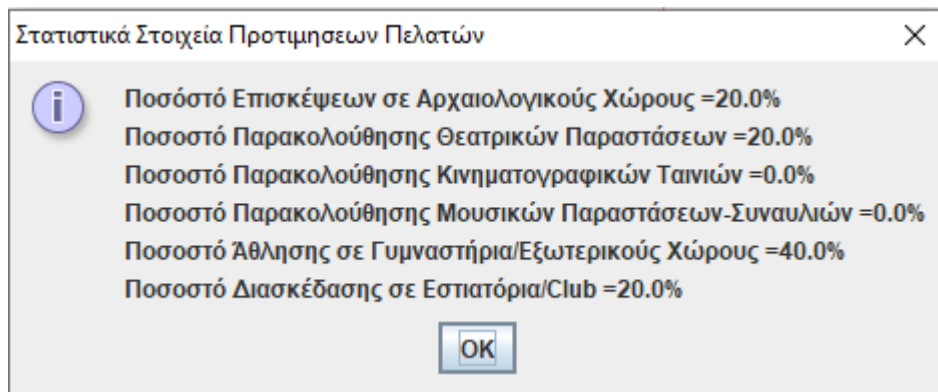 Στατιστικά Στοιχεία Προτιμησεων Πελατών
Ποσόστό Επισκέψεων σε Αρχαιολογικούς Χώρους =20.0%
Ποσοστό Παρακολούθησης Θεατρικών Παραστάσεων =20.0%
Ποσοστό Παρακολούθησης Κινηματογραφικών Ταινιών =0.0%
Ποσοστό Παρακολούθησης Μουσικών Παραστάσεων-Συναυλιών =0.0%
Ποσοστό Άθλησης σε Γυμναστήρια/Εξωτερικούς Χώρους =40.0%
Ποσοστό Διασκέδασης σε Εστιατόρια/Club =20.0%
OK